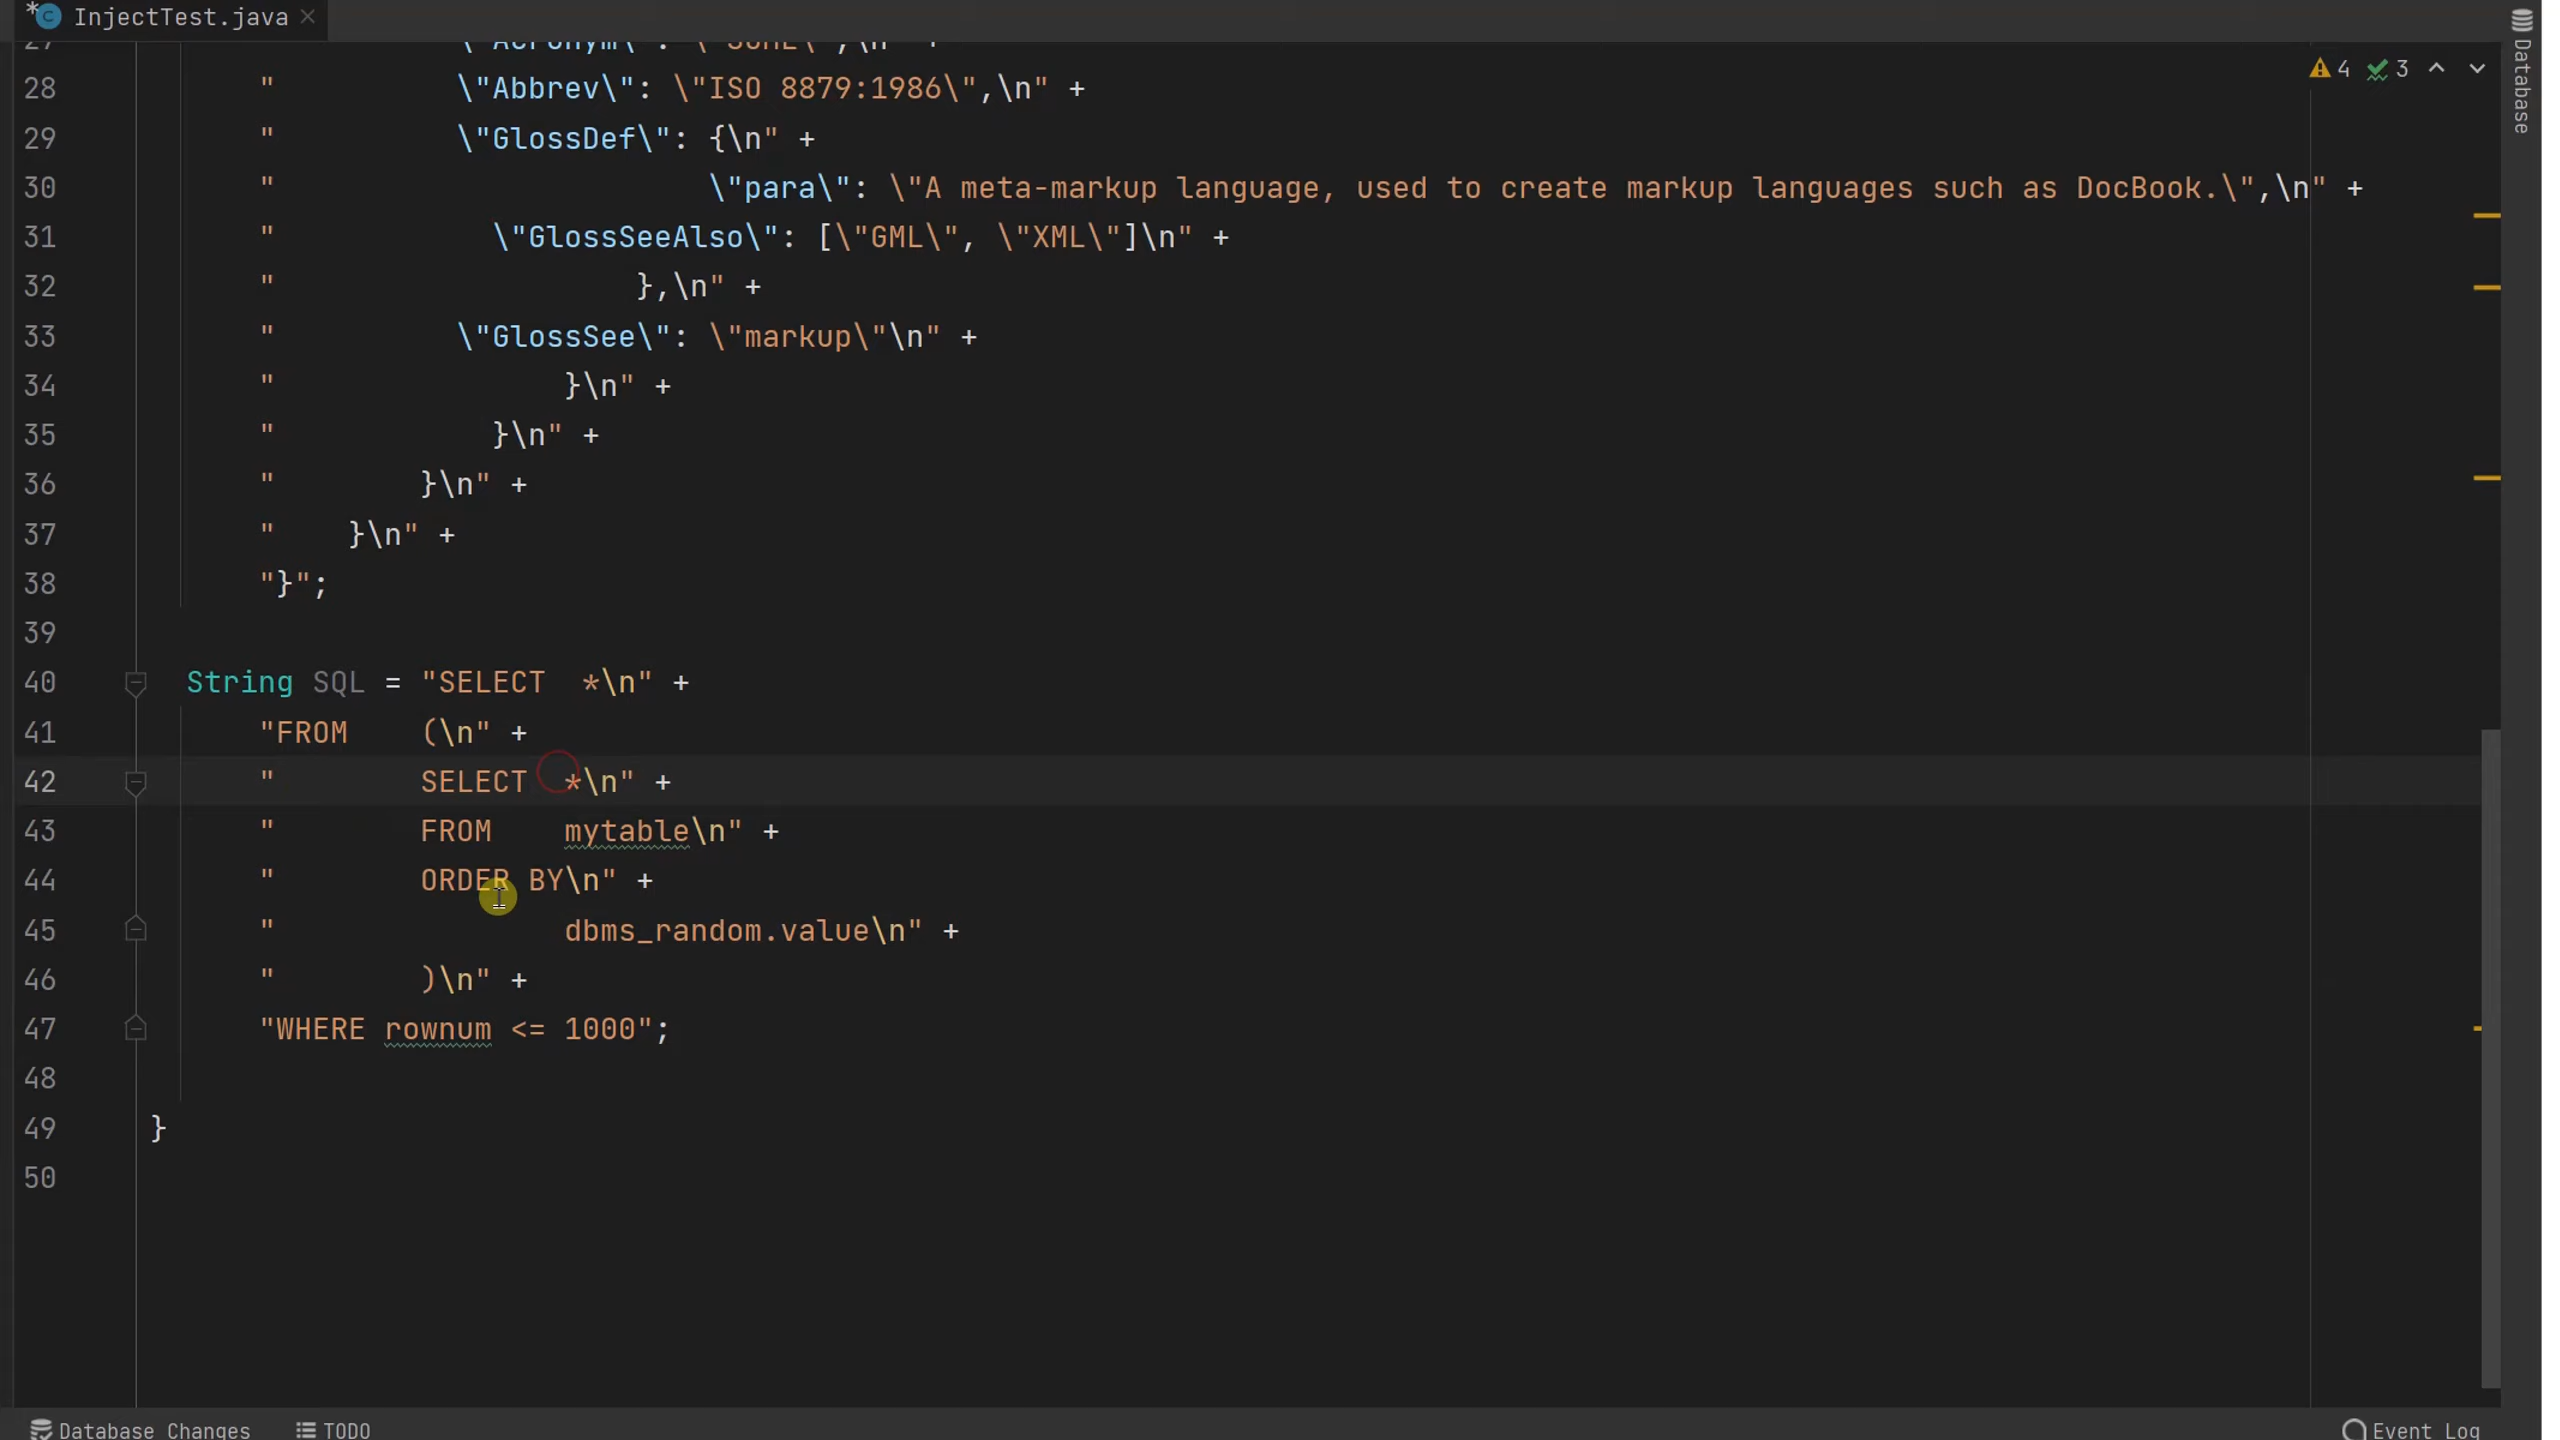 * C InjectTest.java ×
27 \"Acronym\": \"SGML\",\n" +
28 " \"Abbrev\": \"ISO 8879:1986\",\n" +
29 " \"GlossDef\": {\n" +
30 " \"para\": \"A meta-markup language, used to create markup languages such as DocBook.\",\n" +
31 " \"GlossSeeAlso\": [\"GML\", \"XML\"]\n" +
32 " },\n" +
33 " \"GlossSee\": \"markup\"\n" +
34 " }\n" +
35 " }\n" +
36 " }\n" +
37 " }\n" +
38 "}";
39
40 String SQL = "SELECT  *\n" +
41 "FROM    (\n" +
42 "        SELECT  *\n" +
43 "        FROM    mytable\n" +
44 "        ORDER BY\n" +
45 "                dbms_random.value\n" +
46 "        )\n" +
47 "WHERE rownum <= 1000";
48
49 }
50
4 3
Database
Database Changes TODO Event Log